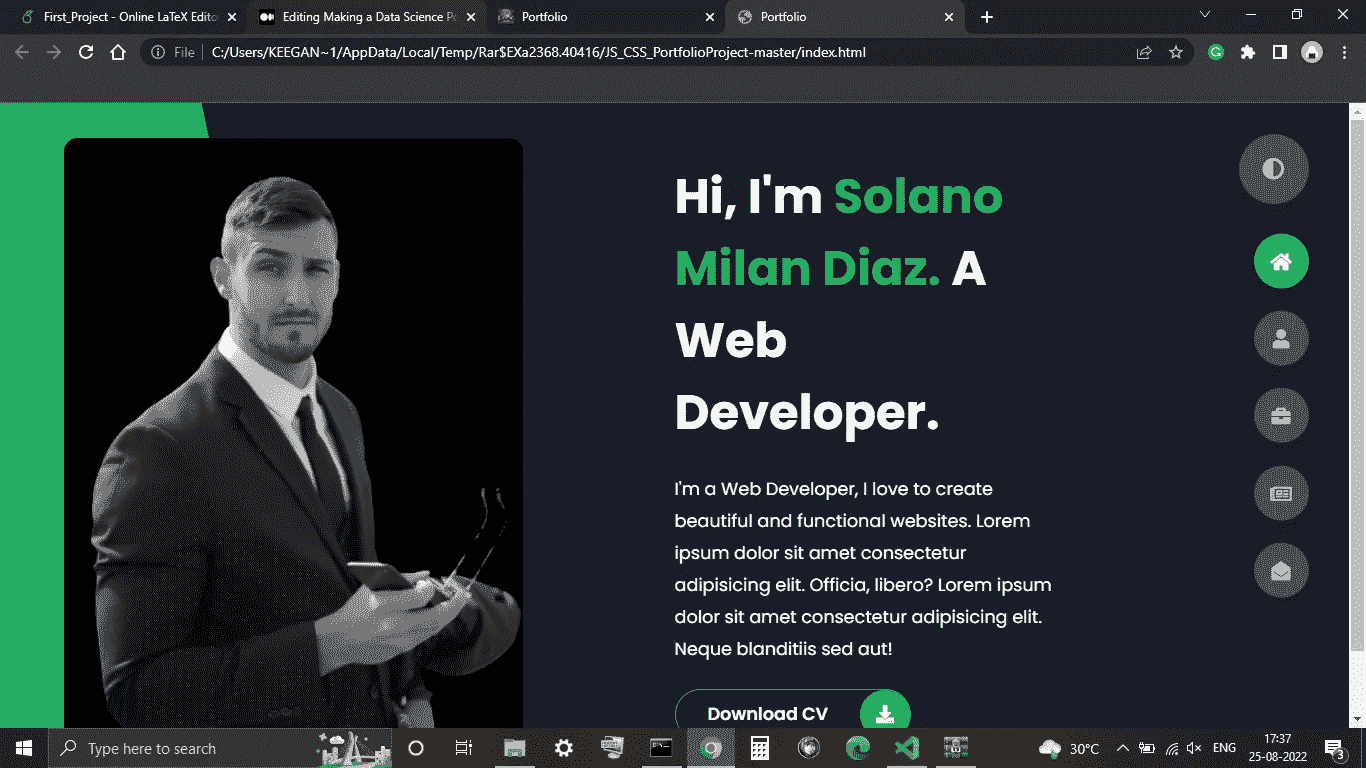 First_Project - Online LaTeX Edito
Editing Making a Data Science Po
Portfolio
Portfolio
File
C:/Users/KEEGAN~1/AppData/Local/Temp/Rar$EXa2368.40416/JS_CSS_PortfolioProject-master/index.html
Hi, I'm Solano
Milan Diaz. A
Web
Developer.
I'm a Web Developer, I love to create
beautiful and functional websites. Lorem
ipsum dolor sit amet consectetur
adipisicing elit. Officia, libero? Lorem ipsum
dolor sit amet consectetur adipisicing elit.
Neque blanditiis sed aut!
Download CV
Type here to search
30°C
ENG
17:37
25-08-2022
3